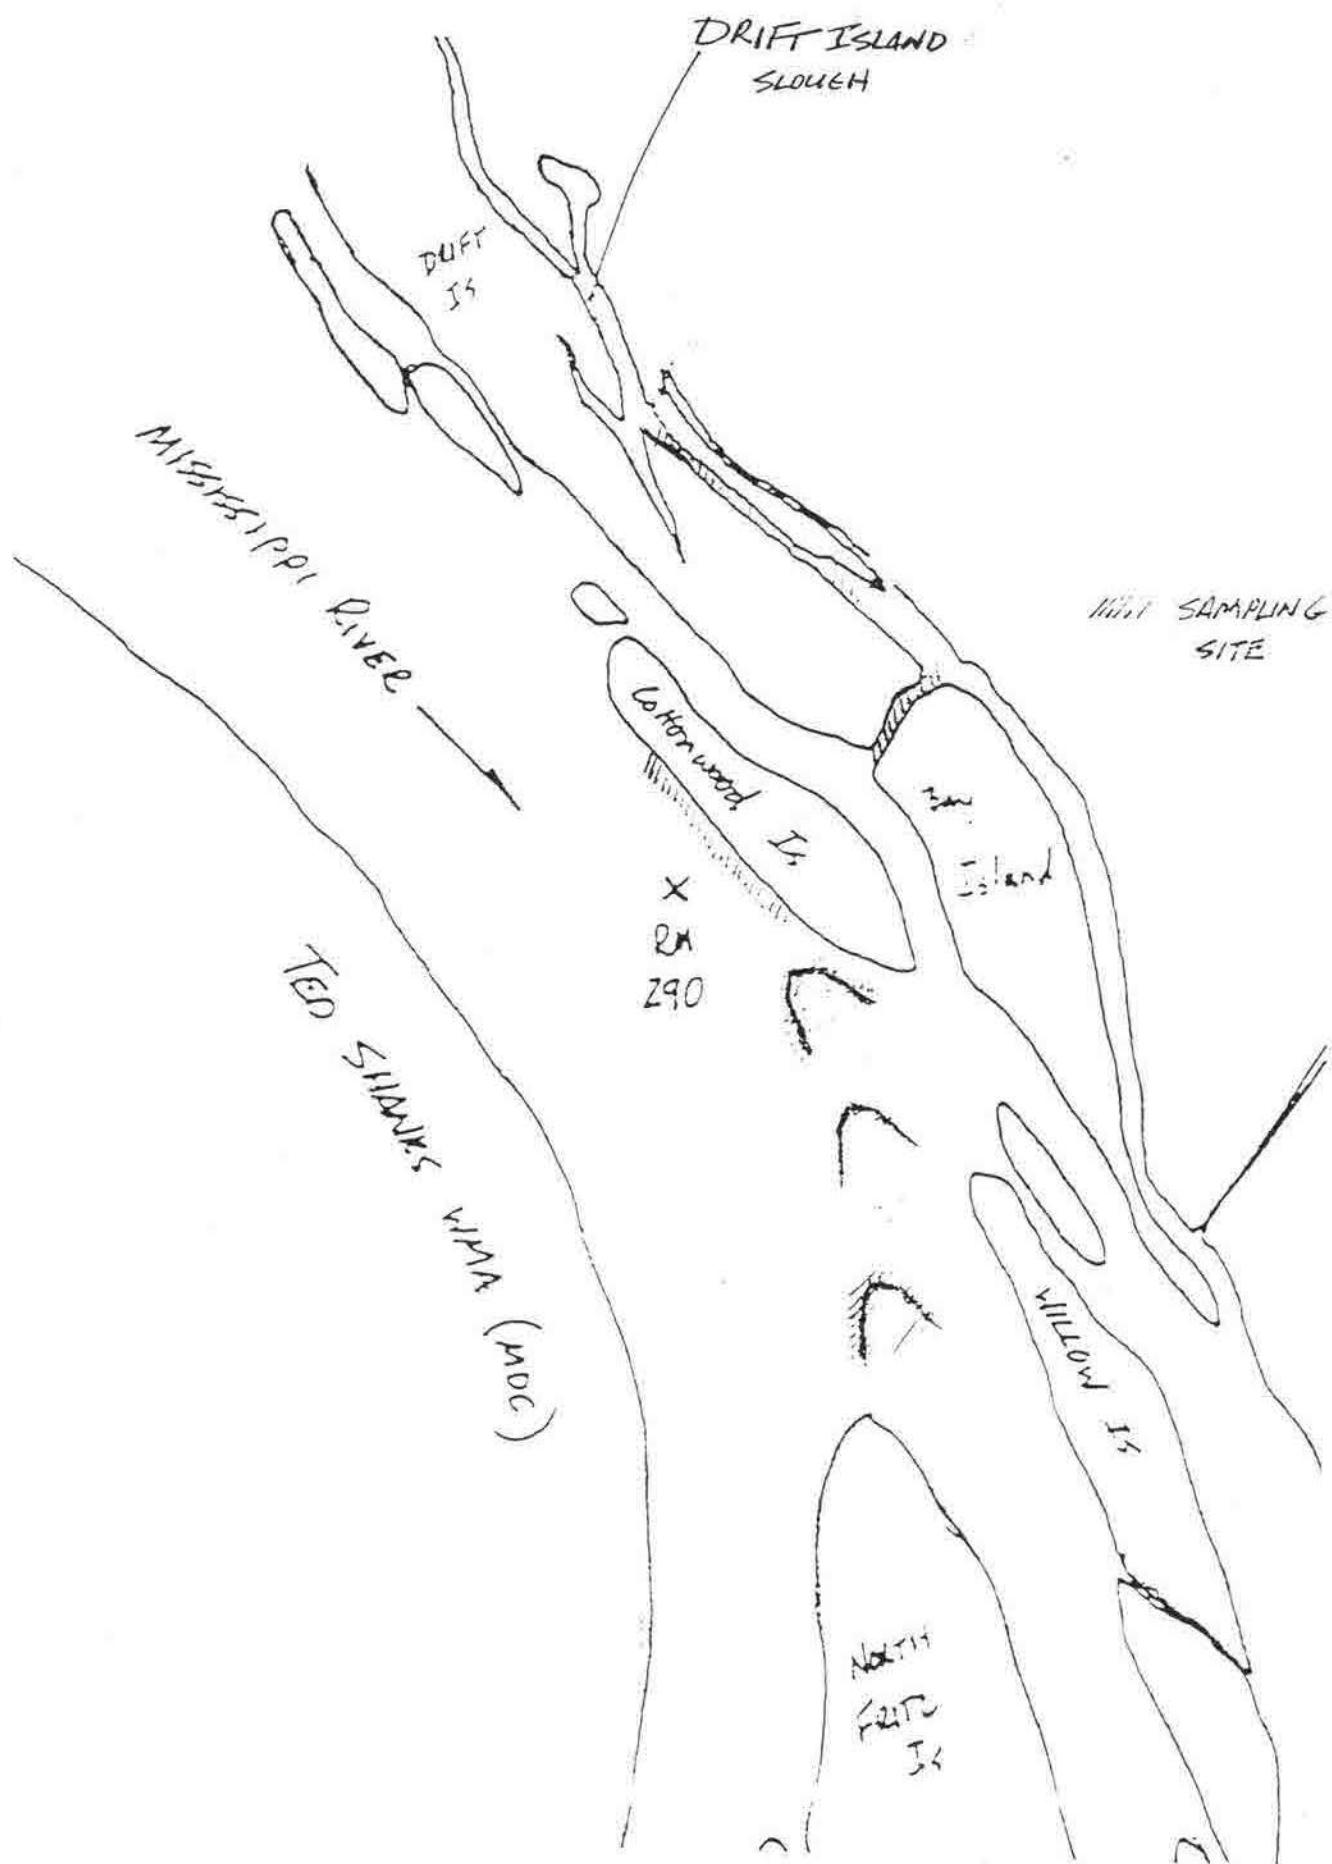 DRIFT ISLAND
SLOUGH
DRIFT
IS
MISSISSIPPI RIVER
SAMPLING
SITE
Cottonwood Is
Island
X
RM
290
TED SHANKS WMA (MDC)
WILLOW IS
NORTH
FRITZ
IS